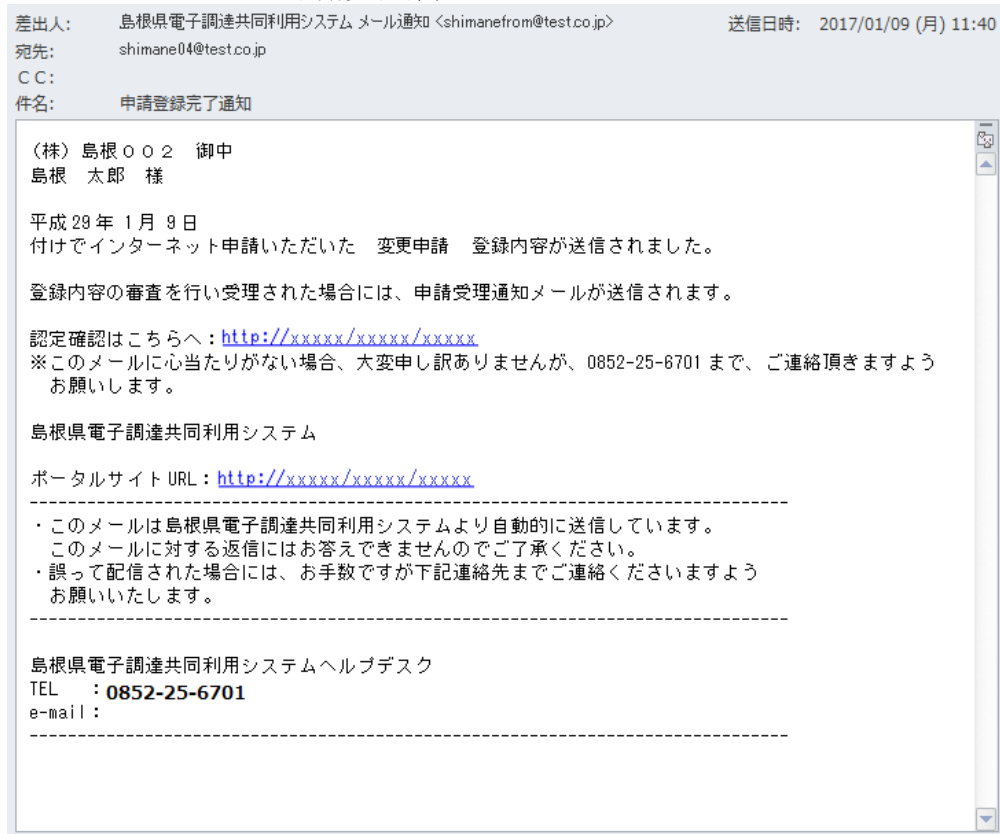 差出人: 島根県電子調達共同利用システム メール通知 <shimanefrom@test.co.jp> 送信日時: 2017/01/09 (月) 11:40
宛先: shimane04@test.co.jp
ＣＣ:
件名: 申請登録完了通知
（株）島根００２　御中
島根　太郎　様
平成29年 1月 9日
付けでインターネット申請いただいた　変更申請　登録内容が送信されました。
登録内容の審査を行い受理された場合には、申請受理通知メールが送信されます。
認定確認はこちらへ：http://xxxxx/xxxxx/xxxxx
※このメールに心当たりがない場合、大変申し訳ありませんが、0852-25-6701 まで、ご連絡頂きますよう
お願いします。
島根県電子調達共同利用システム
ポータルサイトURL：http://xxxxx/xxxxx/xxxxx
-------------------------------------------------------------------------------
・このメールは島根県電子調達共同利用システムより自動的に送信しています。
このメールに対する返信にはお答えできませんのでご了承ください。
・誤って配信された場合には、お手数ですが下記連絡先までご連絡くださいますよう
お願いいたします。
-------------------------------------------------------------------------------
島根県電子調達共同利用システムヘルプデスク
TEL　：0852-25-6701
e-mail：
-------------------------------------------------------------------------------